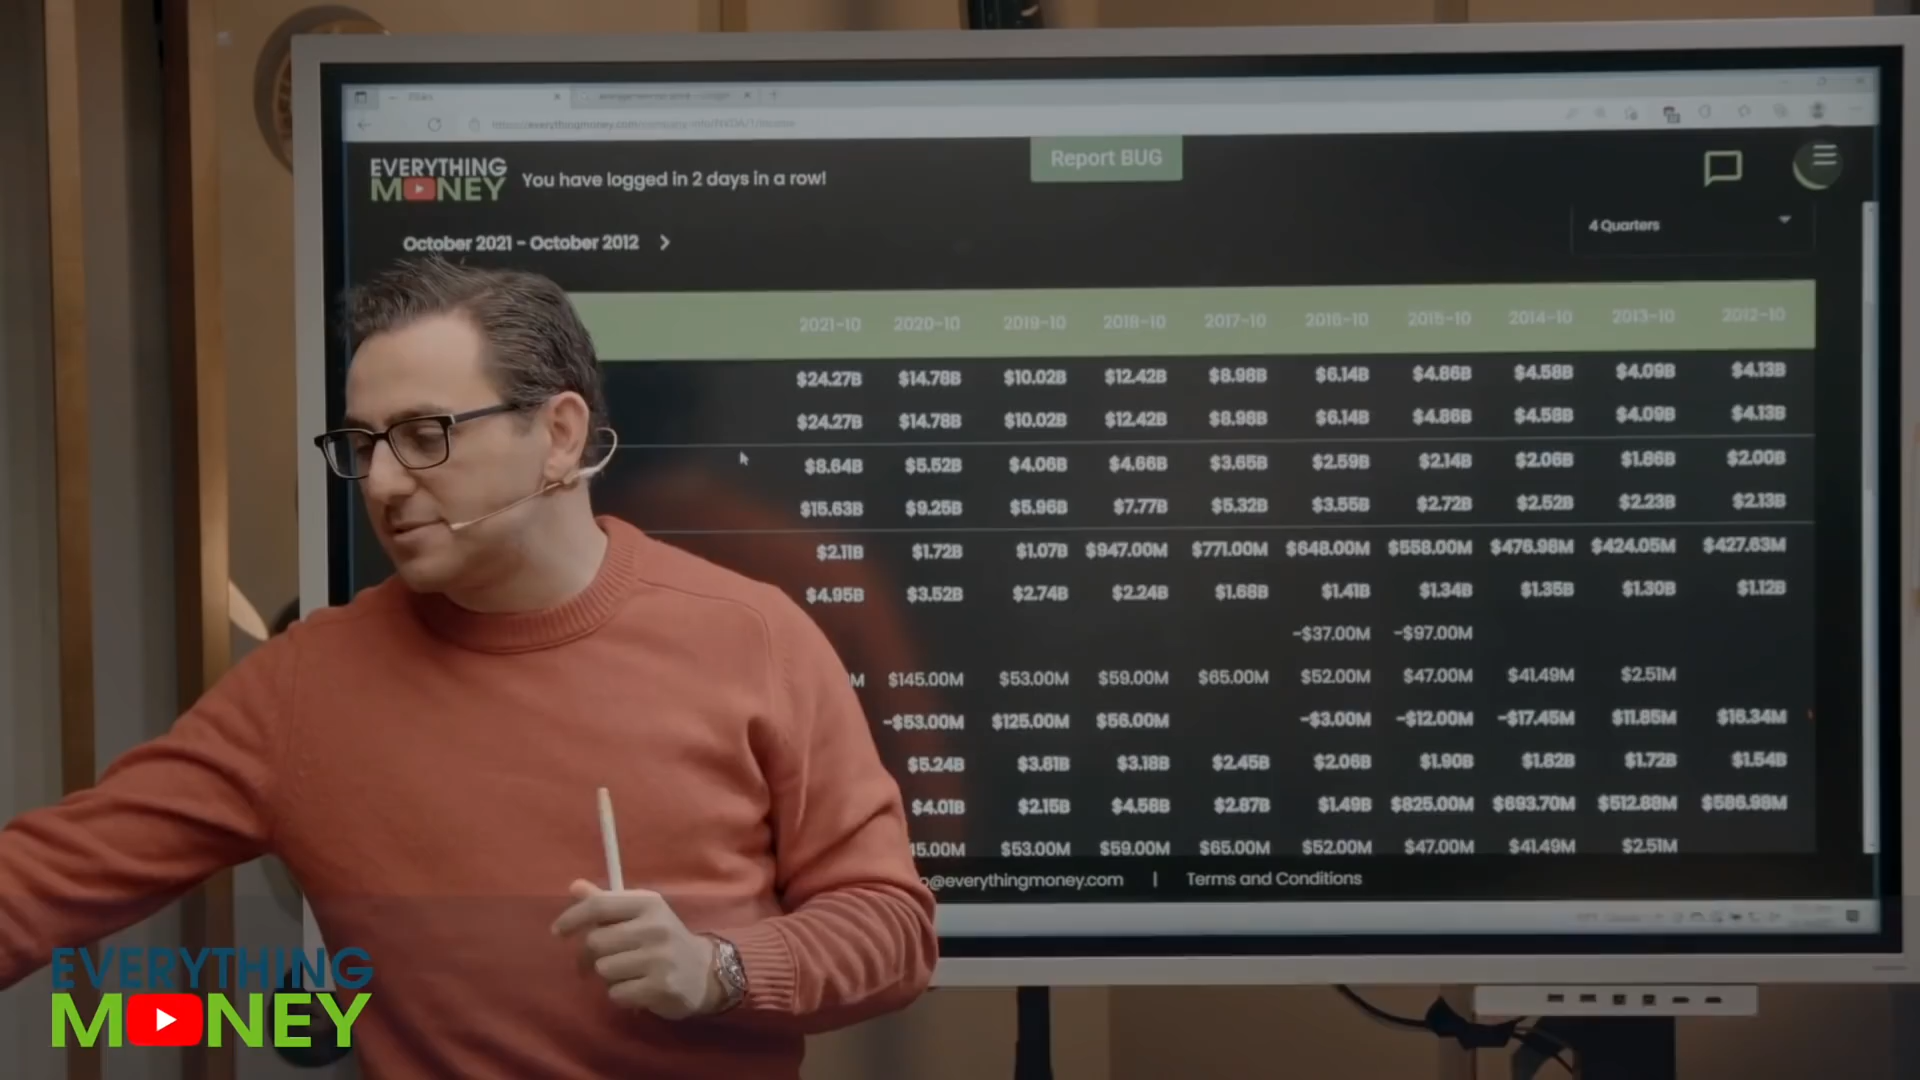 https://everythingmoney.com/company-info/NVDA/1/income
Report BUG
EVERYTHING
MONEY
You have logged in 2 days in a row!
October 2021 - October 2012 >
4 Quarters
2021-10 2020-10 2019-10 2018-10 2017-10 2016-10 2015-10 2014-10 2013-10 2012-10
$24.27B $14.78B $10.02B $12.42B $8.98B $6.14B $4.86B $4.58B $4.09B $4.13B
$24.27B $14.78B $10.02B $12.42B $8.98B $6.14B $4.86B $4.58B $4.09B $4.13B
$8.64B $5.52B $4.06B $4.66B $3.65B $2.59B $2.14B $2.06B $1.86B $2.00B
$15.63B $9.25B $5.96B $7.77B $5.32B $3.55B $2.72B $2.52B $2.23B $2.13B
$2.11B $1.72B $1.07B $947.00M $771.00M $648.00M $558.00M $476.98M $424.05M $427.63M
$4.95B $3.52B $2.74B $2.24B $1.68B $1.41B $1.34B $1.35B $1.30B $1.12B
-$37.00M -$97.00M
M $145.00M $53.00M $59.00M $65.00M $52.00M $47.00M $41.49M $2.51M
-$53.00M $125.00M $56.00M -$3.00M -$12.00M -$17.45M $11.85M $16.34M
$5.24B $3.81B $3.18B $2.45B $2.06B $1.90B $1.82B $1.72B $1.54B
$4.01B $2.15B $4.58B $2.87B $1.49B $825.00M $693.70M $512.88M $586.98M
15.00M $53.00M $59.00M $65.00M $52.00M $47.00M $41.49M $2.51M
o@everythingmoney.com | Terms and Conditions
EVERYTHING
MONEY